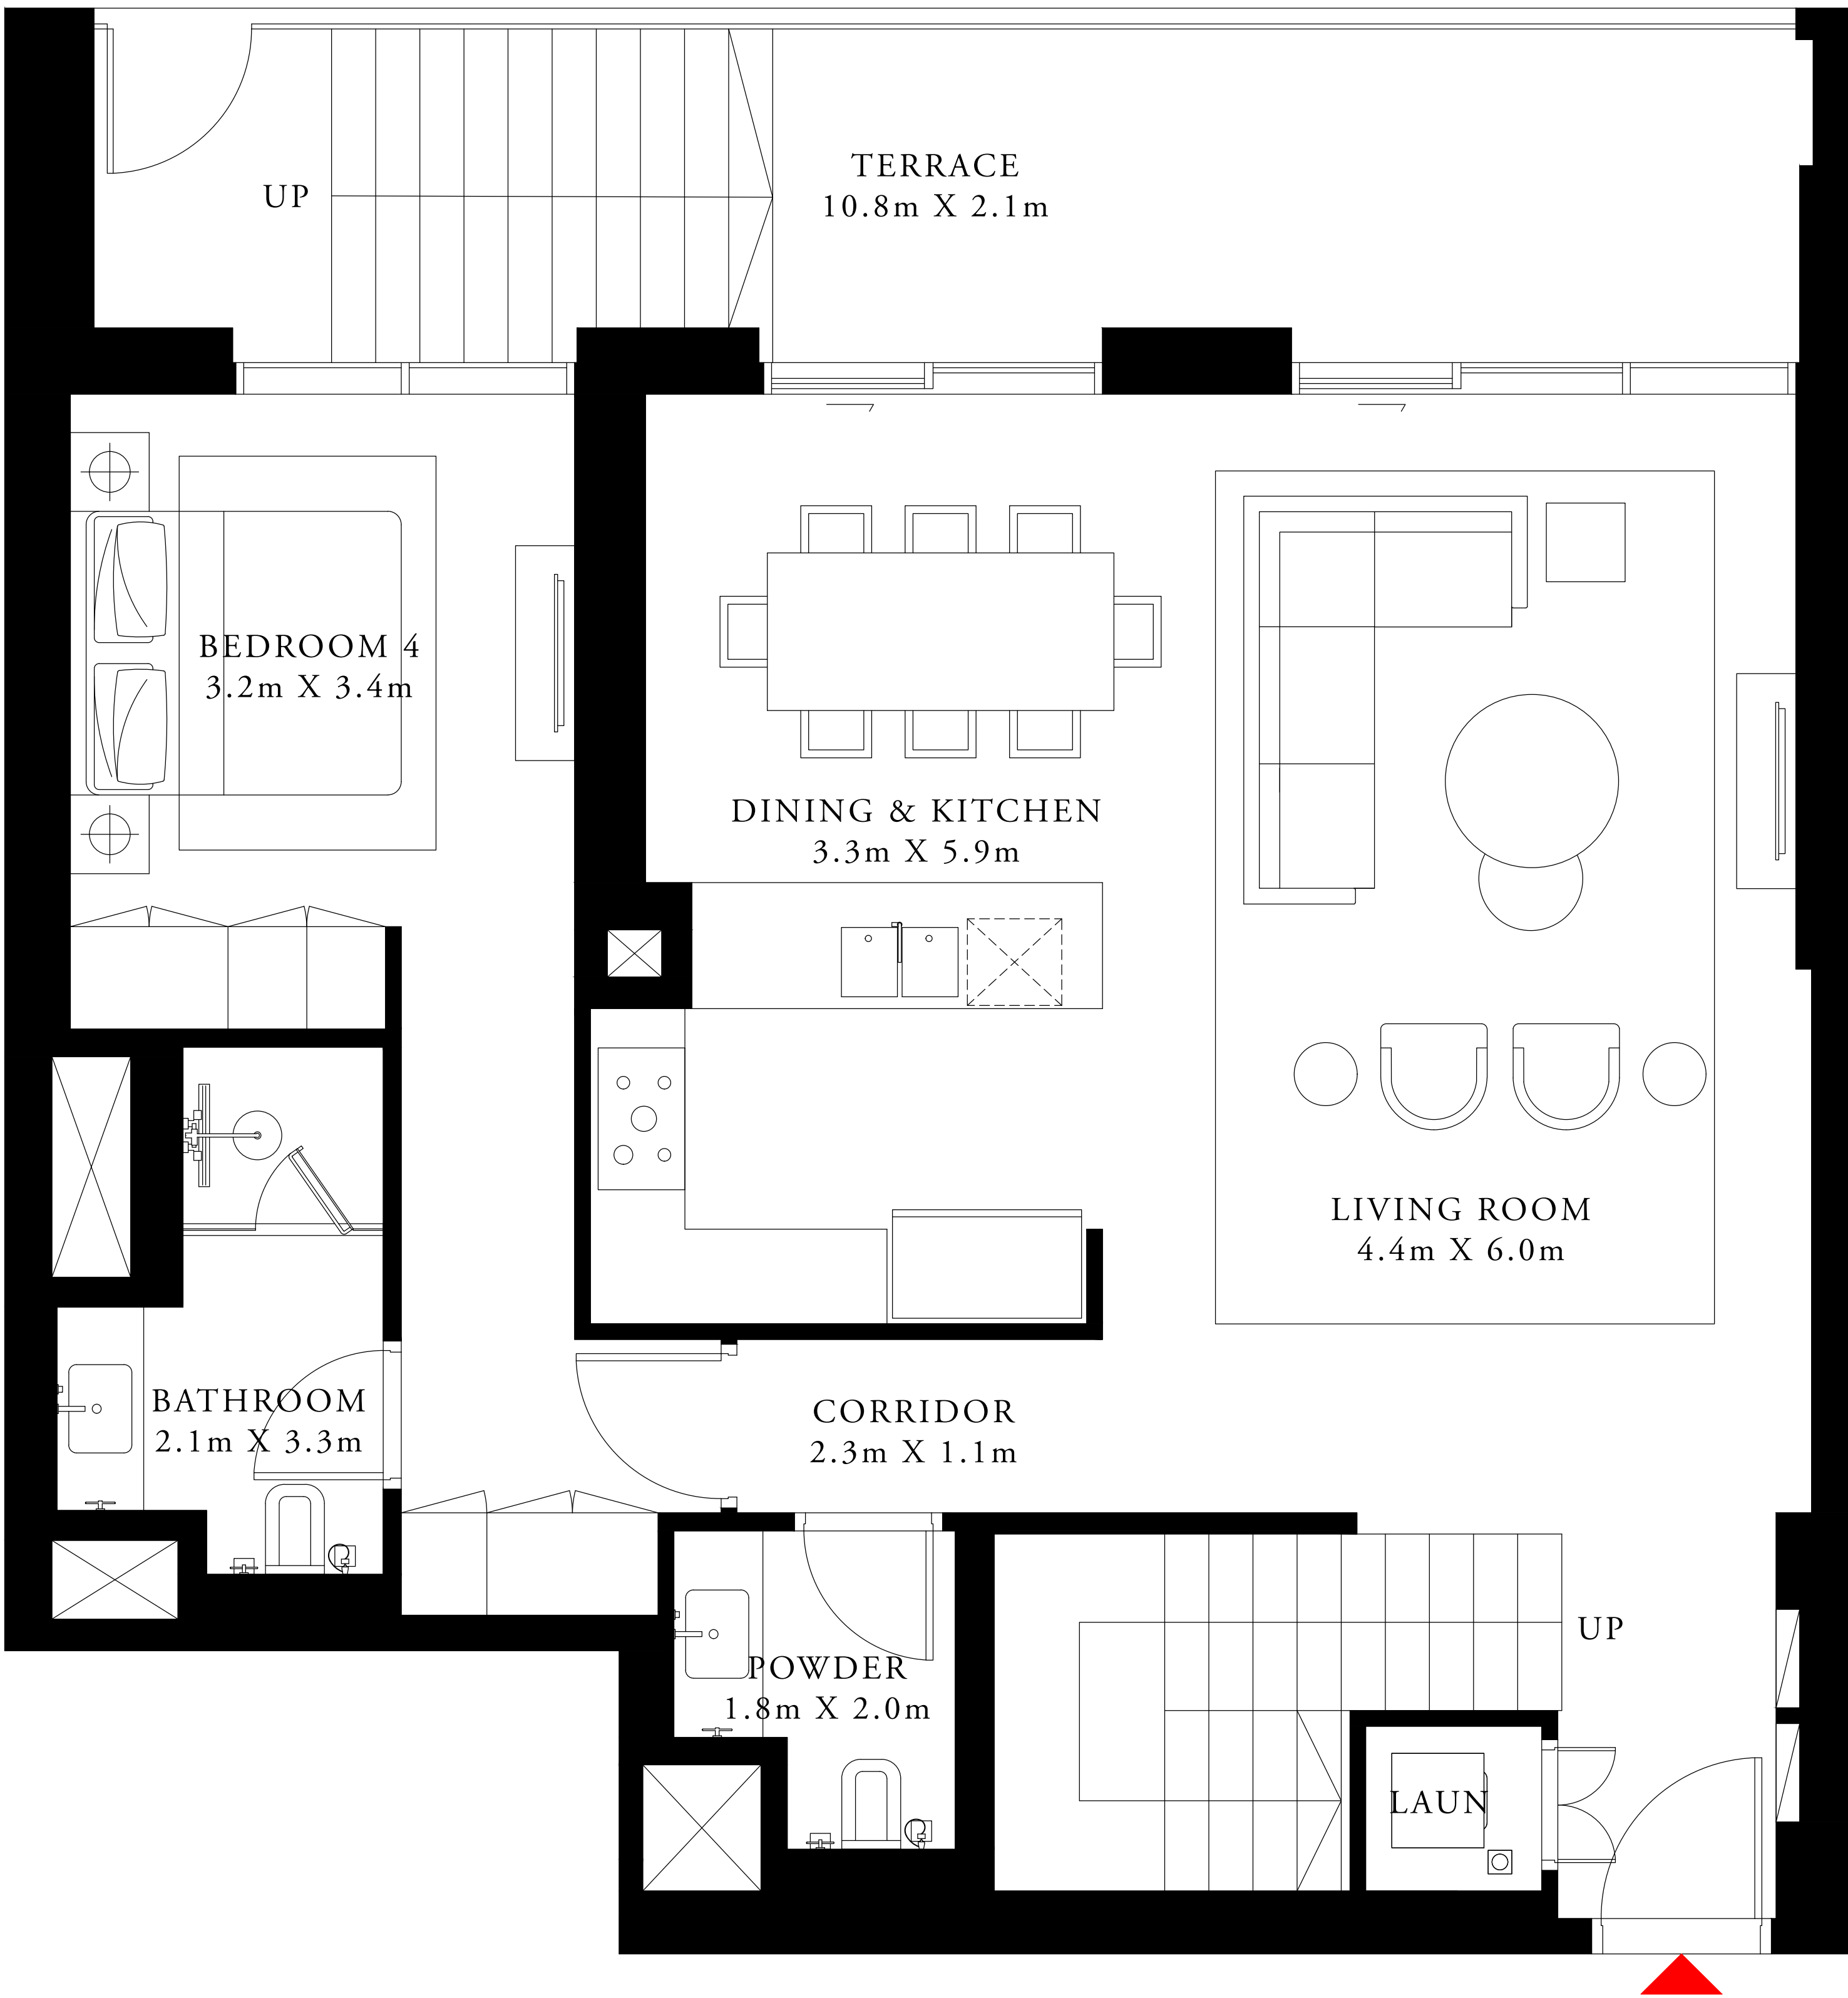 TERRACE
10.8m X 2.1m
UP
BEDROOM 4
3.2m X 3.4m
DINING & KITCHEN
3.3m X 5.9m
LIVING ROOM
4.4m X 6.0m
BATHROOM
2.1m X 3.3m
CORRIDOR
2.3m X 1.1m
UP
POWDER
1.8m X 2.0m
LAUN